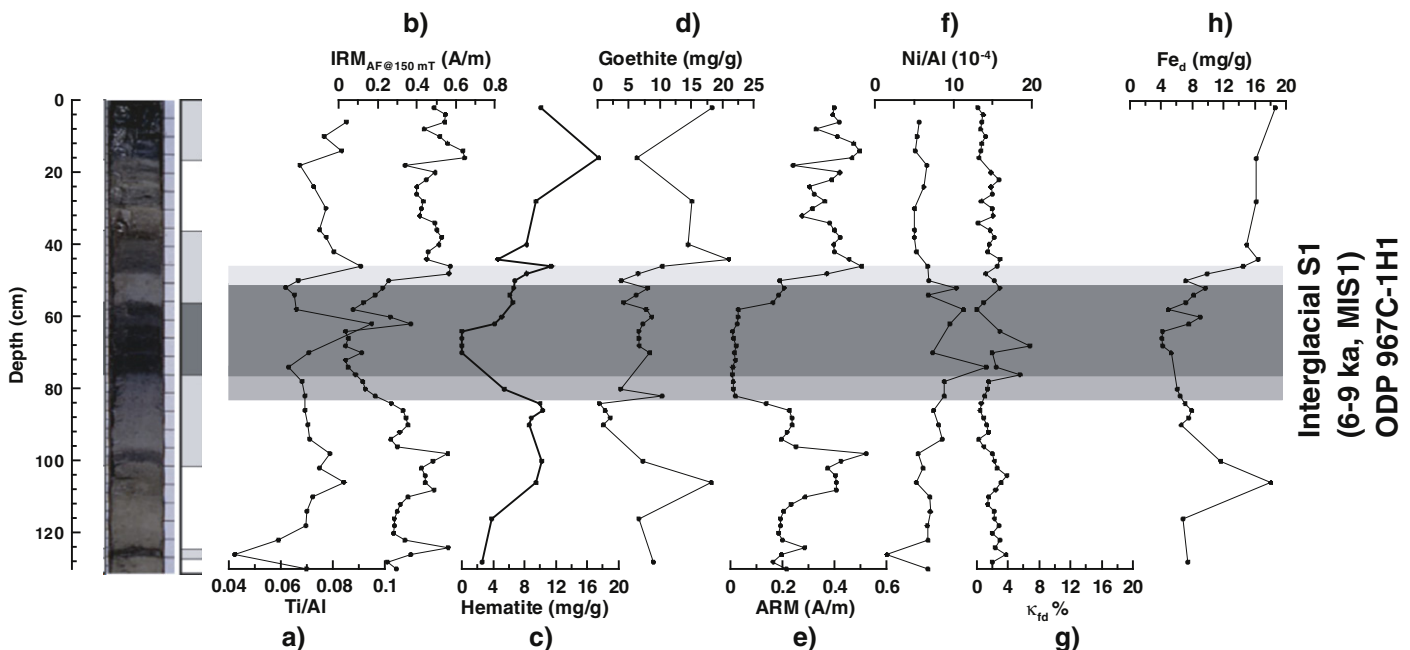 b)
d)
f)
h)
IRM AF@150 mT (A/m)
0 0.2 0.4 0.6 0.8
Goethite (mg/g)
0 5 10 15 20 25
Ni/Al (10-4)
0 10 20
Fed (mg/g)
0 4 8 12 16 20
Depth (cm)
0
20
40
60
80
100
120
Interglacial S1
(6-9 ka, MIS1)
ODP 967C-1H1
0.04 0.06 0.08 0.1
Ti/Al
0 4 8 12 16 20
Hematite (mg/g)
0 0.2 0.4 0.6
ARM (A/m)
0 4 8 12 16 20
κfd %
a)
c)
e)
g)